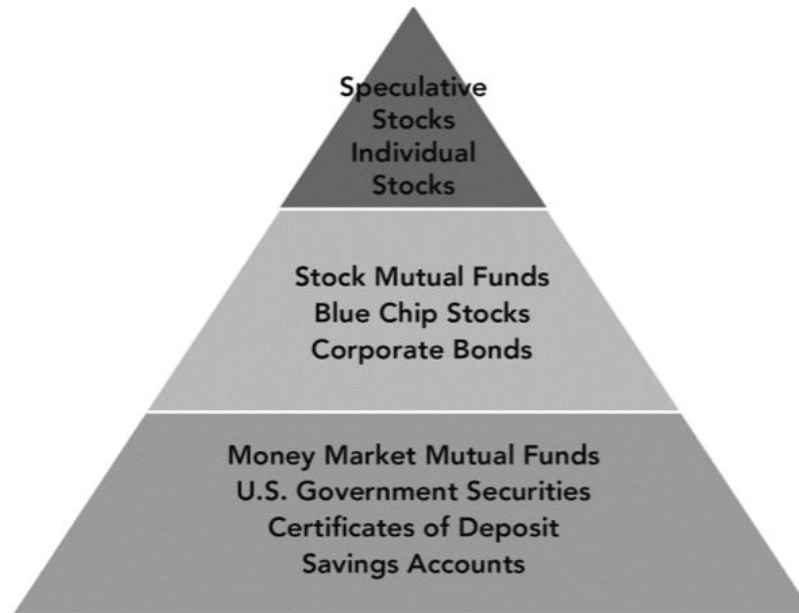 Speculative
Stocks
Individual
Stocks
Stock Mutual Funds
Blue Chip Stocks
Corporate Bonds
Money Market Mutual Funds
U.S. Government Securities
Certificates of Deposit
Savings Accounts